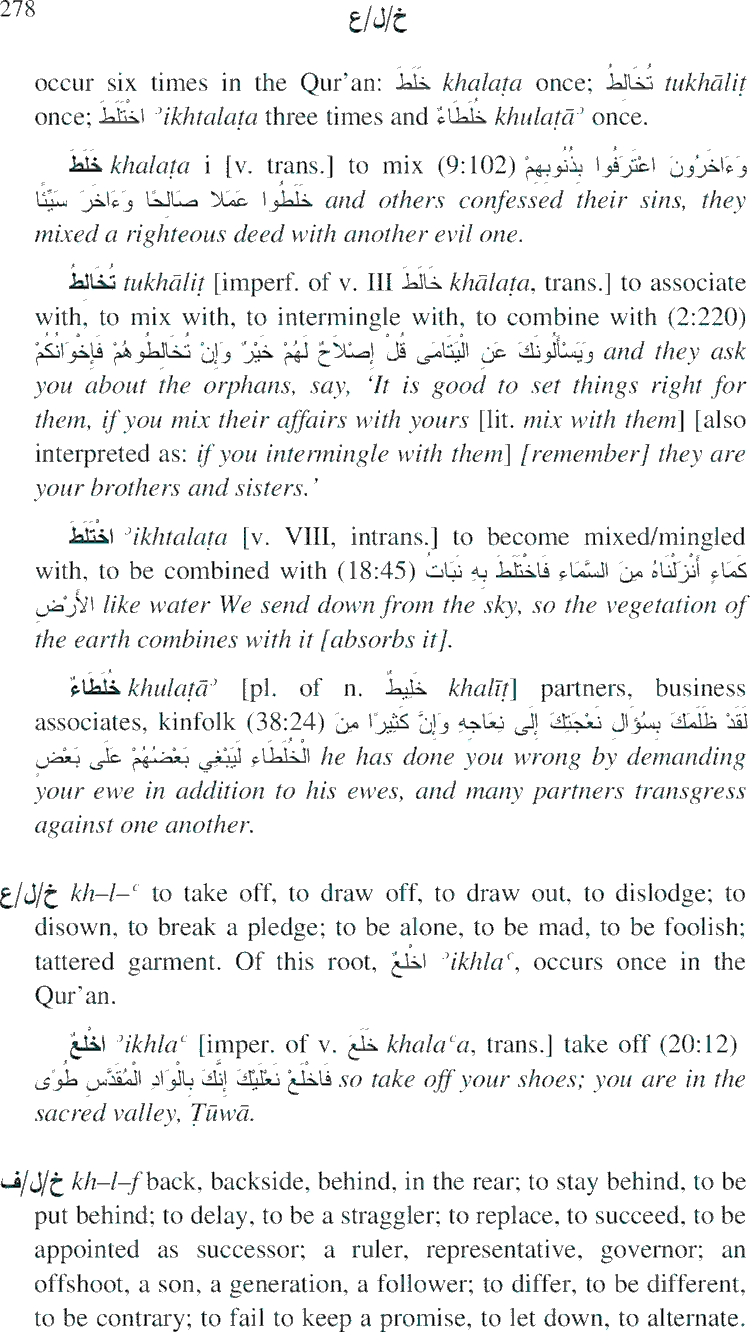 278
خ/ل/ع
occur six times in the Qur'an: خَلَطَ khalaṭa once; تُخَالِطُ tukhāliṭ
once; اخْتَلَطَ ʾikhtalaṭa three times and خُلَطَاءُ khulaṭāʾ once.
خَلَطَ khalaṭa i [v. trans.] to mix (9:102) وَءَاخَرُونَ اعْتَرَفُوا بِذُنُوبِهِمْ
خَلَطُوا عَمَلًا صَالِحًا وَءَاخَرَ سَيِّئًا and others confessed their sins, they
mixed a righteous deed with another evil one.
تُخَالِطُ tukhāliṭ [imperf. of v. III خَالَطَ khālaṭa, trans.] to associate
with, to mix with, to intermingle with, to combine with (2:220)
وَيَسْأَلُونَكَ عَنِ الْيَتَامَى قُلْ إِصْلَاحٌ لَهُمْ خَيْرٌ وَإِنْ تُخَالِطُوهُمْ فَإِخْوَانُكُمْ and they ask
you about the orphans, say, 'It is good to set things right for
them, if you mix their affairs with yours [lit. mix with them] [also
interpreted as: if you intermingle with them] [remember] they are
your brothers and sisters.'
اخْتَلَطَ ʾikhtalaṭa [v. VIII, intrans.] to become mixed/mingled
with, to be combined with (18:45) كَمَاءٍ أَنْزَلْنَاهُ مِنَ السَّمَاءِ فَاخْتَلَطَ بِهِ نَبَاتُ
الأَرْضِ like water We send down from the sky, so the vegetation of
the earth combines with it [absorbs it].
خُلَطَاءُ khulaṭāʾ [pl. of n. خَلِيطٌ khalīṭ] partners, business
associates, kinfolk (38:24) لَقَدْ ظَلَمَكَ بِسُؤَالِ نَعْجَتِكَ إِلَى نِعَاجِهِ وَإِنَّ كَثِيرًا مِنَ
الْخُلَطَاءِ لَيَبْغِي بَعْضُهُمْ عَلَى بَعْضٍ he has done you wrong by demanding
your ewe in addition to his ewes, and many partners transgress
against one another.
خ/ل/ع kh–l–ʿ to take off, to draw off, to draw out, to dislodge; to
disown, to break a pledge; to be alone, to be mad, to be foolish;
tattered garment. Of this root, اخْلَعْ ʾikhlaʿ, occurs once in the
Qur'an.
اخْلَعْ ʾikhlaʿ [imper. of v. خَلَعَ khalaʿa, trans.] take off (20:12)
فَاخْلَعْ نَعْلَيْكَ إِنَّكَ بِالْوَادِ الْمُقَدَّسِ طُوًى so take off your shoes; you are in the
sacred valley, Ṭūwā.
خ/ل/ف kh–l–f back, backside, behind, in the rear; to stay behind, to be
put behind; to delay, to be a straggler; to replace, to succeed, to be
appointed as successor; a ruler, representative, governor; an
offshoot, a son, a generation, a follower; to differ, to be different,
to be contrary; to fail to keep a promise, to let down, to alternate.